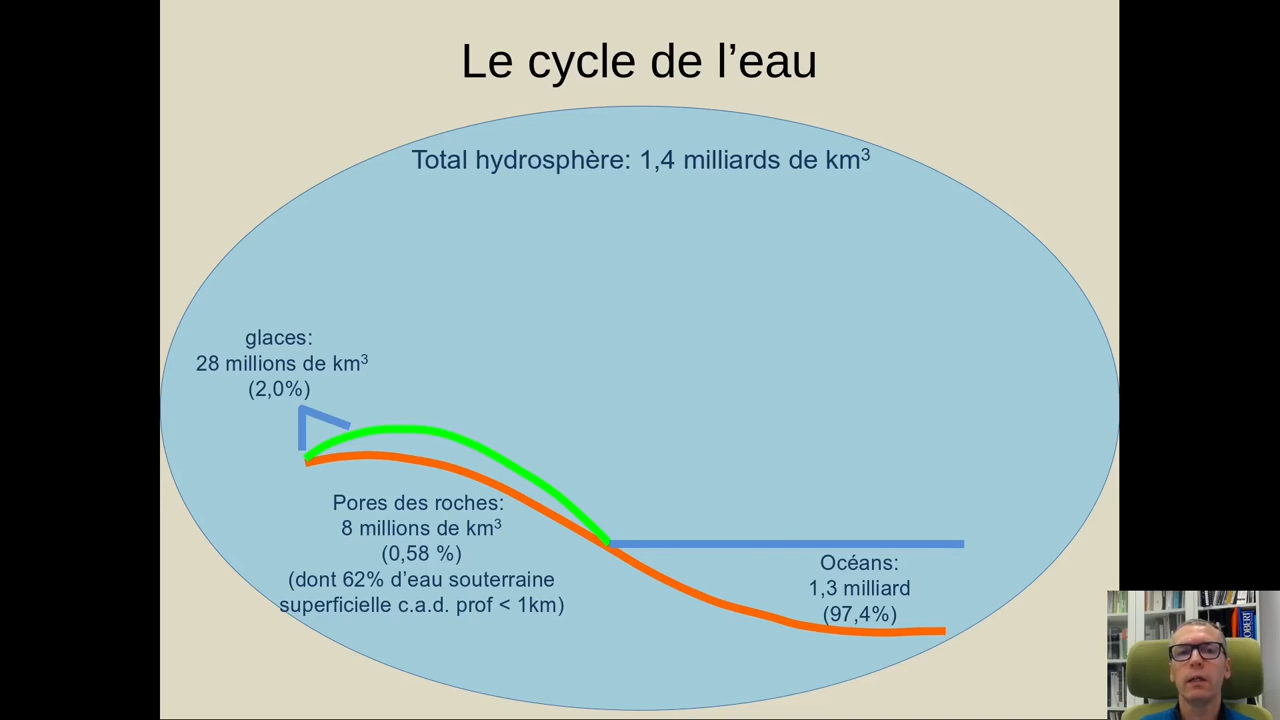 Le cycle de l’eau
Total hydrosphère: 1,4 milliards de km³
glaces:
28 millions de km³
(2,0%)
Pores des roches:
8 millions de km³
(0,58 %)
(dont 62% d’eau souterraine
superficielle c.a.d. prof < 1km)
Océans:
1,3 milliard
(97,4%)